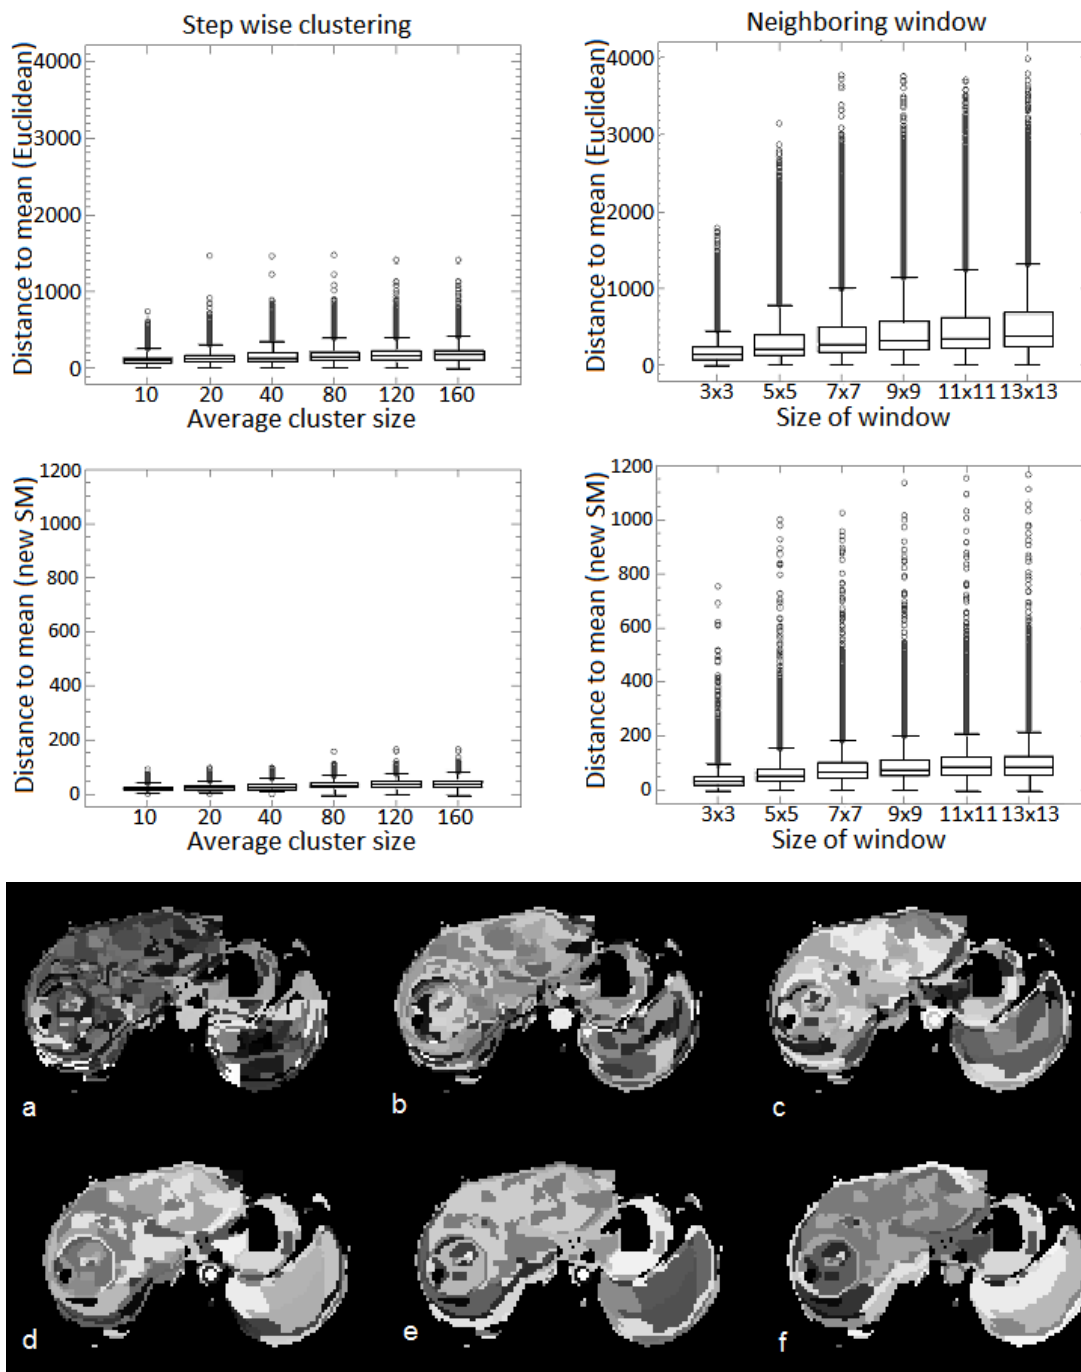 Step wise clustering
Distance to mean (Euclidean)
4000
3000
2000
1000
0
10 20 40 80 120 160
Average cluster size
Neighboring window
Distance to mean (Euclidean)
4000
3000
2000
1000
0
3x3 5x5 7x7 9x9 11x11 13x13
Size of window
Distance to mean (new SM)
1200
1000
800
600
400
200
0
10 20 40 80 120 160
Average cluster size
Distance to mean (new SM)
1200
1000
800
600
400
200
0
3x3 5x5 7x7 9x9 11x11 13x13
Size of window
a b c
d e f